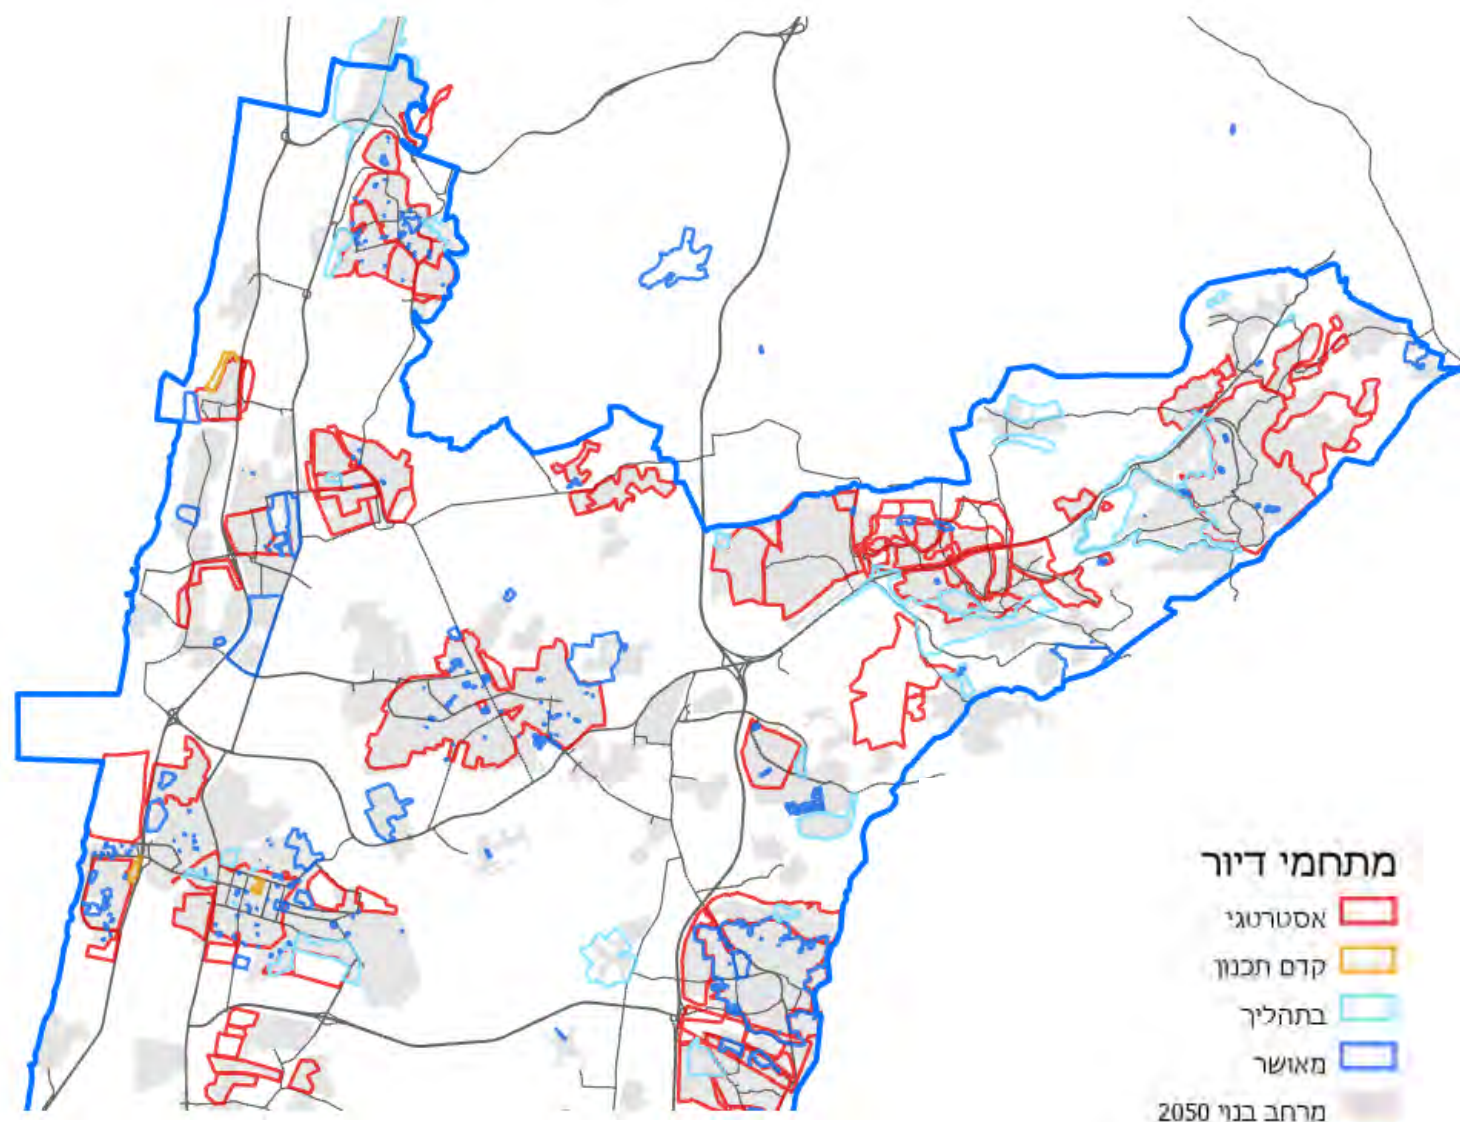 מתחמי דיור
אסטרטגי
קדם תכנון
בתהליך
מאושר
מרחב בנוי 2050